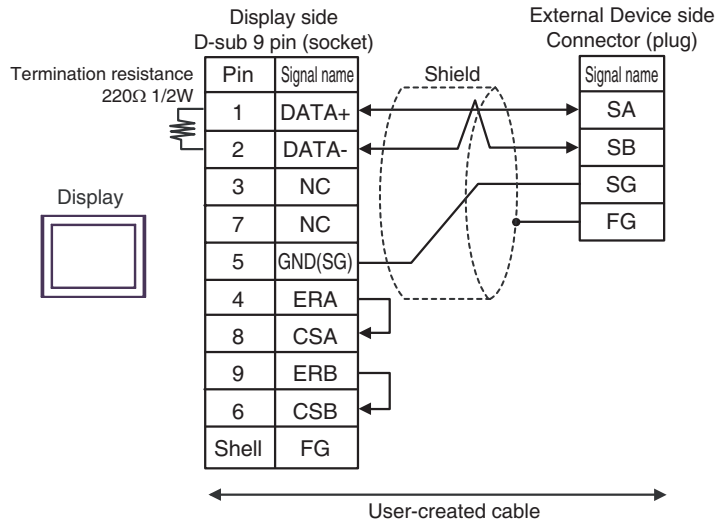 Display side
D-sub 9 pin (socket)
External Device side
Connector (plug)
Termination resistance
220Ω 1/2W
Pin Signal name
Shield
Signal name
1 DATA+
SA
2 DATA-
SB
3 NC
SG
7 NC
FG
Display
5 GND(SG)
4 ERA
8 CSA
9 ERB
6 CSB
Shell FG
User-created cable